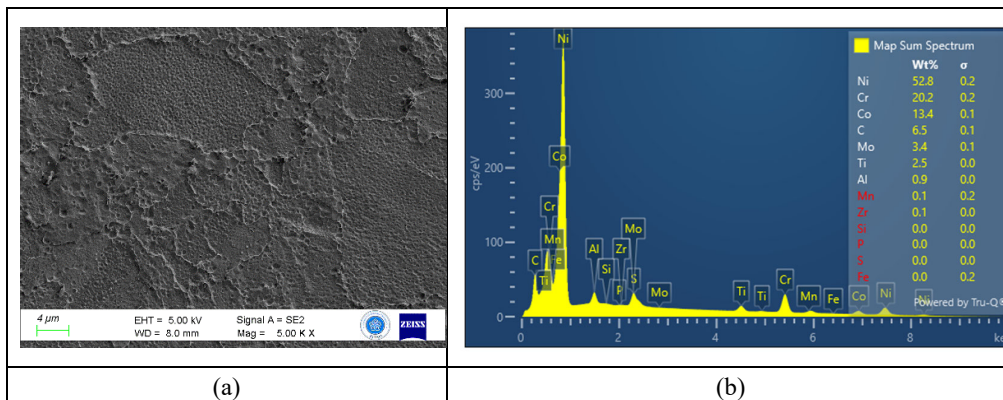 4 µm
EHT = 5.00 kV
Signal A = SE2
WD = 8.0 mm
Mag = 5.00 K X
ZEISS
(a)
Map Sum Spectrum
Wt% σ
Ni 52.8 0.2
Cr 20.2 0.2
Co 13.4 0.1
C 6.5 0.1
Mo 3.4 0.1
Ti 2.5 0.0
Al 0.9 0.0
Mn 0.1 0.2
Zr 0.1 0.0
Si 0.0 0.0
P 0.0 0.0
S 0.0 0.0
Fe 0.0 0.2
Powered by Tru-Q®
cps/eV
300
200
100
0
Ni
Co
Cr
Mn
Fe
C
Ti
Al
Si
Zr
P
Mo
S
Mo
Ti
Ti
Cr
Mn
Fe
Co
Ni
Ni
0 2 4 6 8 ke
(b)